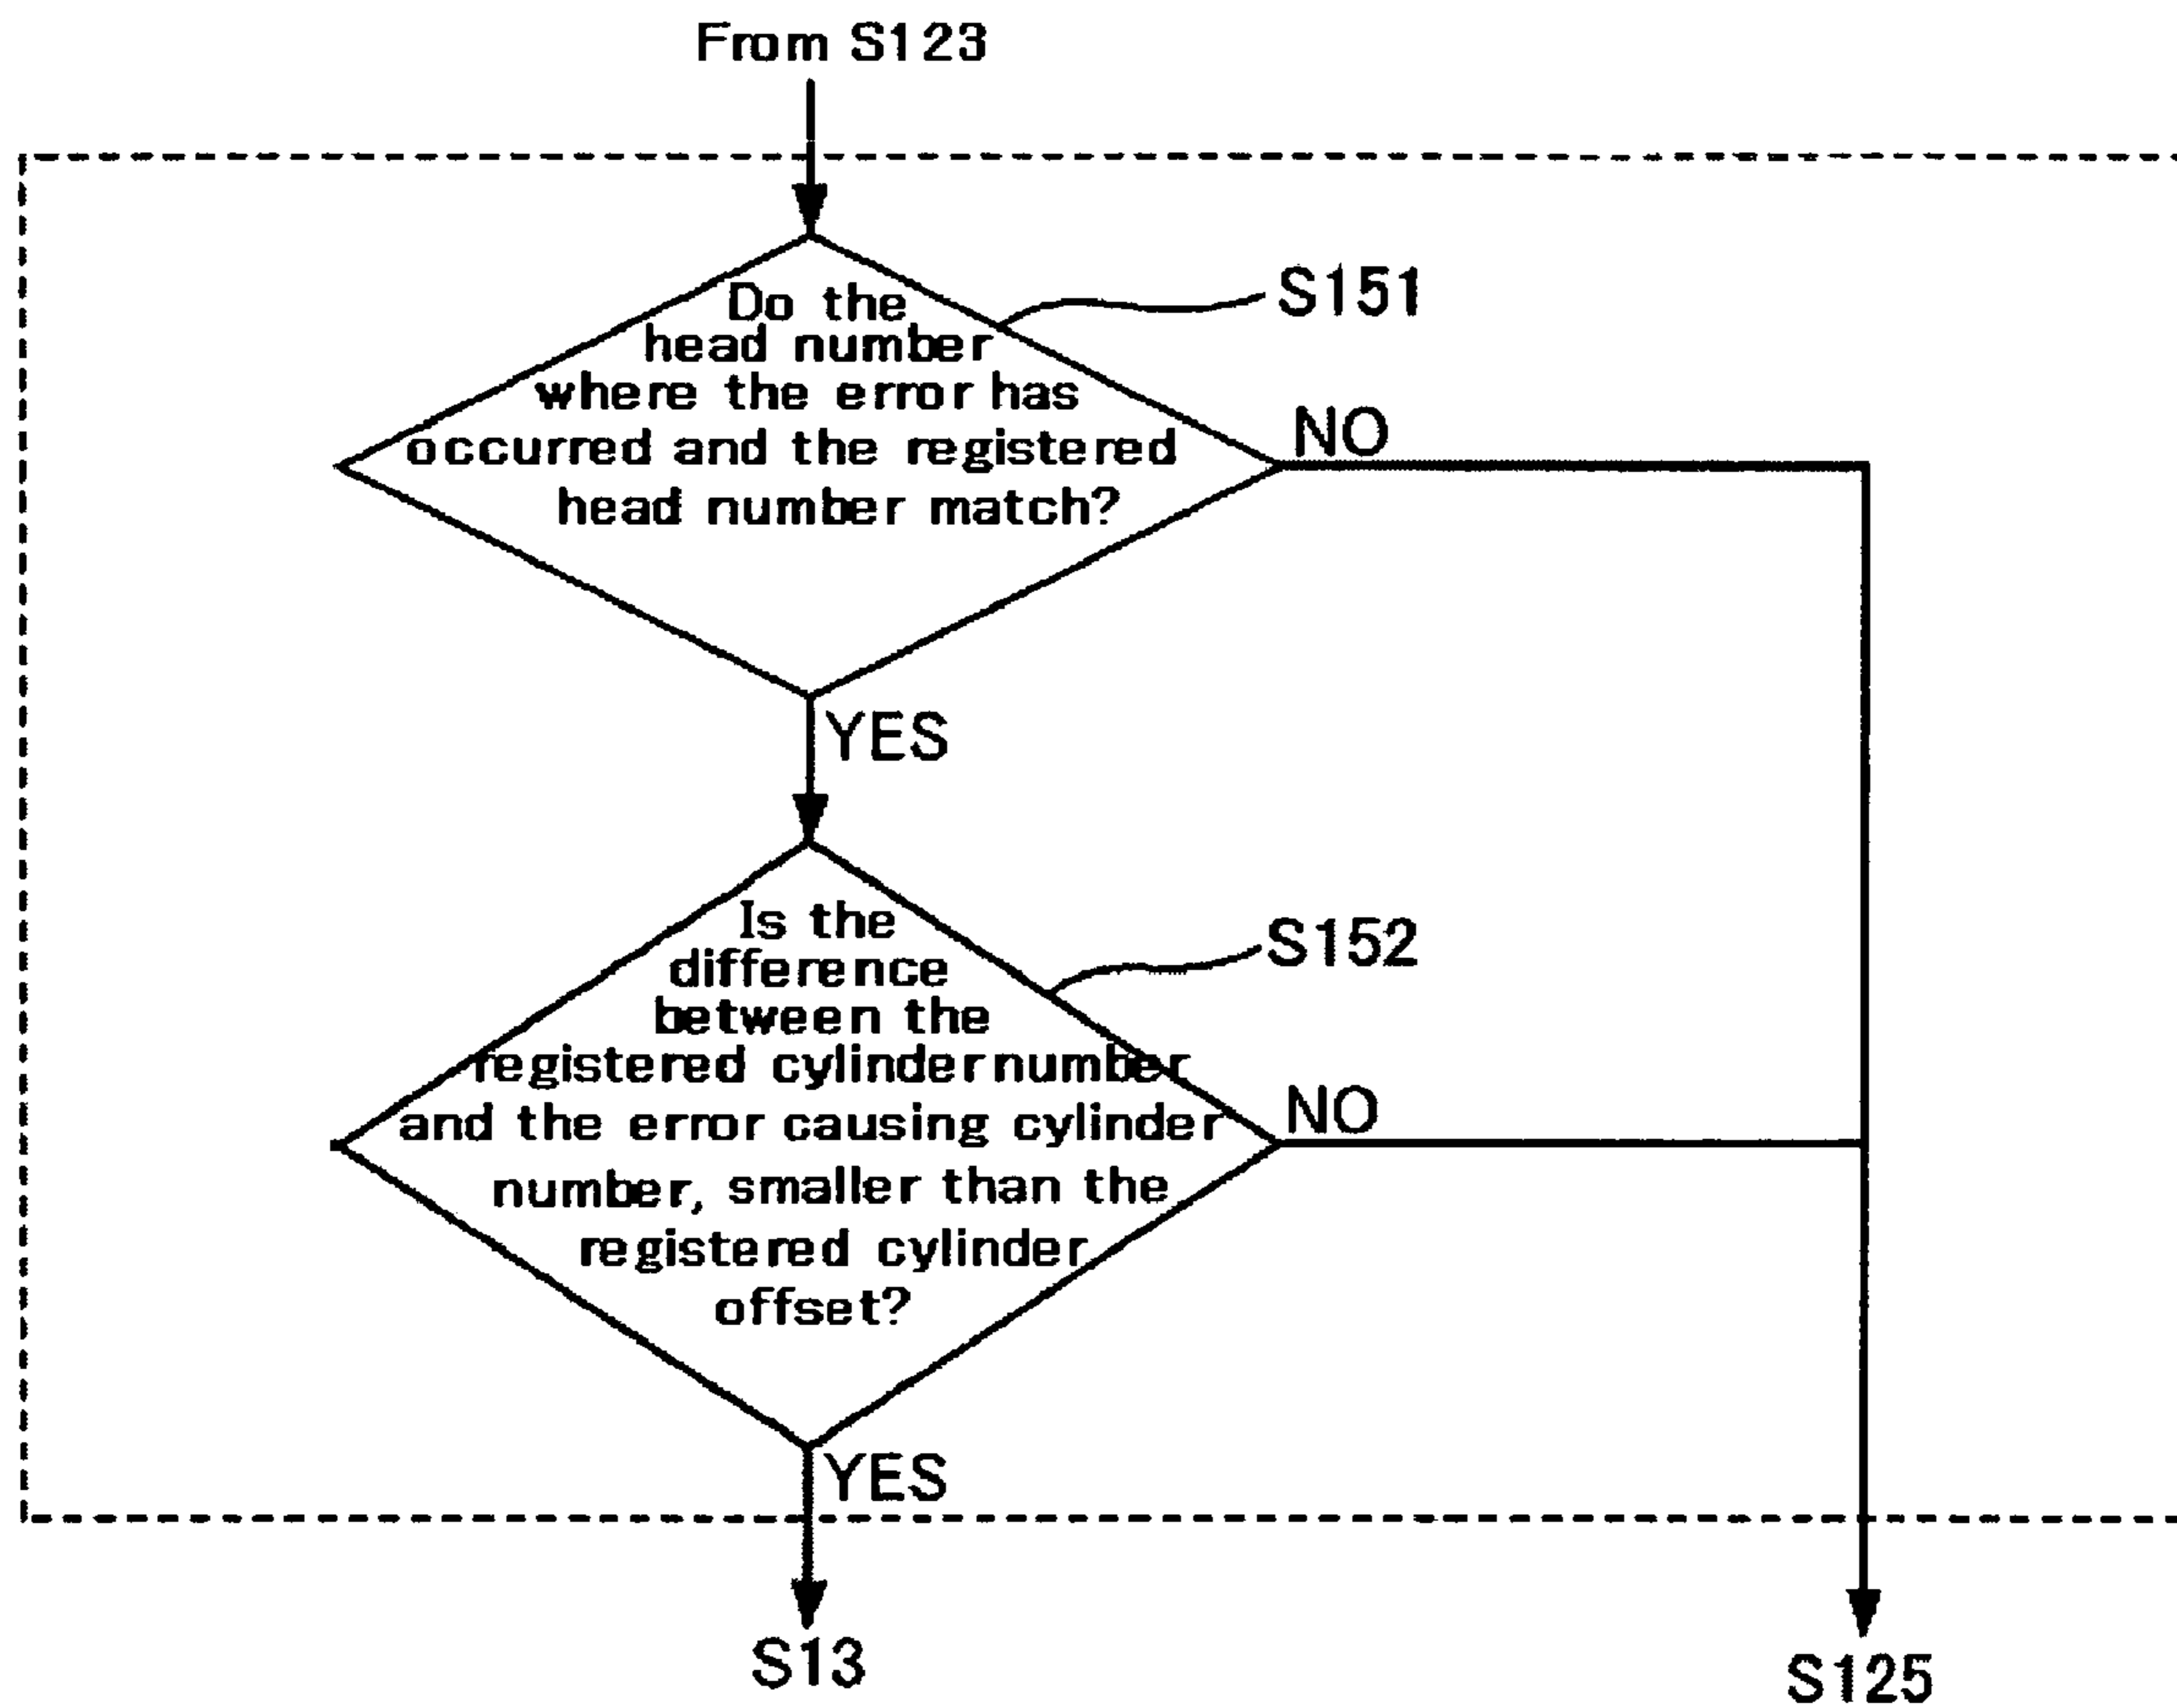 From S123
Do the
head number
where the error has
occurred and the registered
head number match?
S151
NO
YES
Is the
difference
between the
registered cylinder number
and the error causing cylinder
number, smaller than the
registered cylinder
offset?
S152
NO
YES
S13
S125